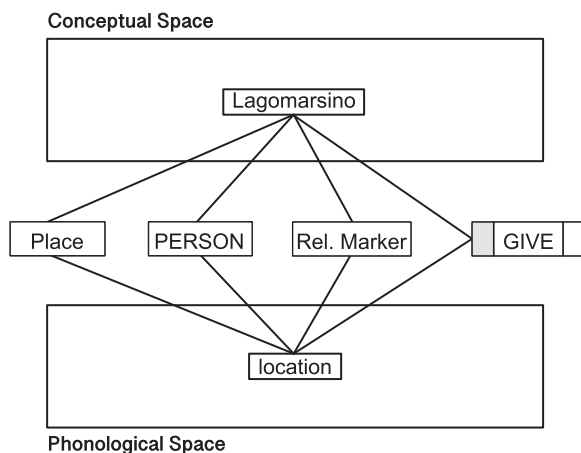 Conceptual Space
Lagomarsino
Place PERSON Rel. Marker GIVE
location
Phonological Space